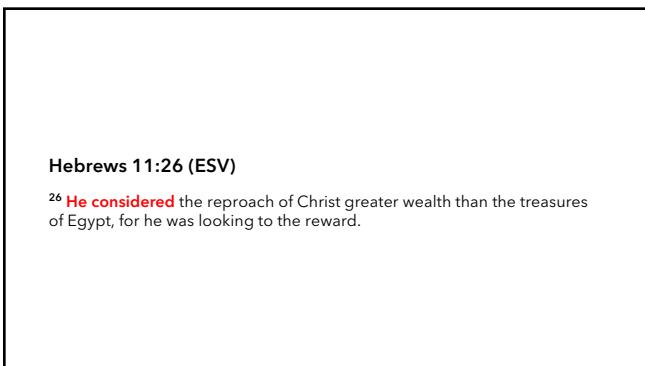 Hebrews 11:26 (ESV)
26 He considered the reproach of Christ greater wealth than the treasures
of Egypt, for he was looking to the reward.